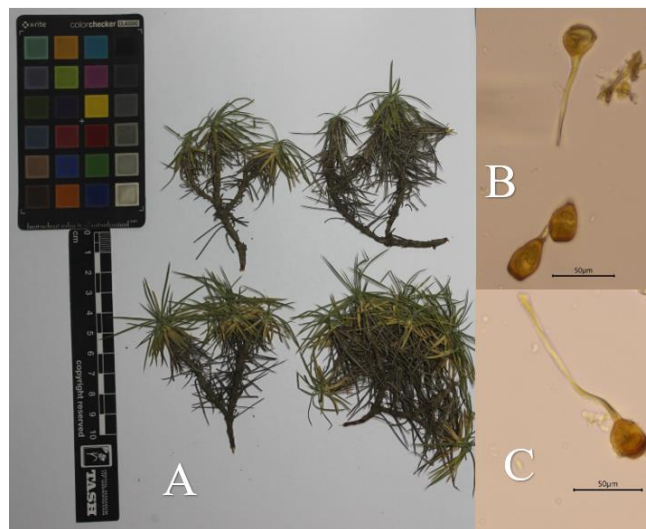 x-rite
colorchecker CLASSIC
cm 0 1 2 3 4 5 6 7 8 9 10
copyright reserved
TASH
A
B
50μm
C
50μm